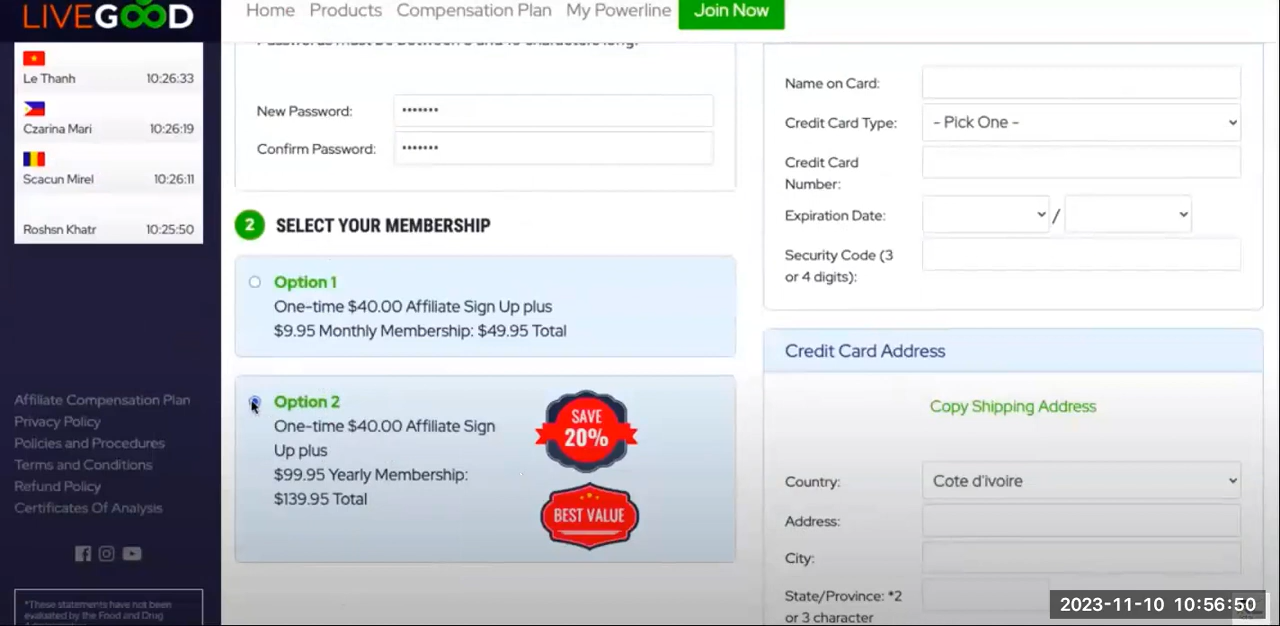 LIVEGOOD
Home Products Compensation Plan My Powerline Join Now
Le Thanh 10:26:33
Czarina Mari 10:26:19
Scacun Mirel 10:26:11
Roshsn Khatr 10:25:50
Affiliate Compensation Plan
Privacy Policy
Policies and Procedures
Terms and Conditions
Refund Policy
Certificates Of Analysis
*These statements have not been
evaluated by the Food and Drug
Passwords must be between
characters long.
New Password: •••••••
Confirm Password: •••••••
2 SELECT YOUR MEMBERSHIP
Option 1
One-time $40.00 Affiliate Sign Up plus
$9.95 Monthly Membership: $49.95 Total
Option 2
One-time $40.00 Affiliate Sign
Up plus
$99.95 Yearly Membership:
$139.95 Total
SAVE
20%
BEST VALUE
Name on Card:
Credit Card Type: - Pick One -
Credit Card
Number:
Expiration Date: /
Security Code (3
or 4 digits):
Credit Card Address
Copy Shipping Address
Country: Cote d'ivoire
Address:
City:
State/Province: *2
or 3 character
2023-11-10 10:56:50